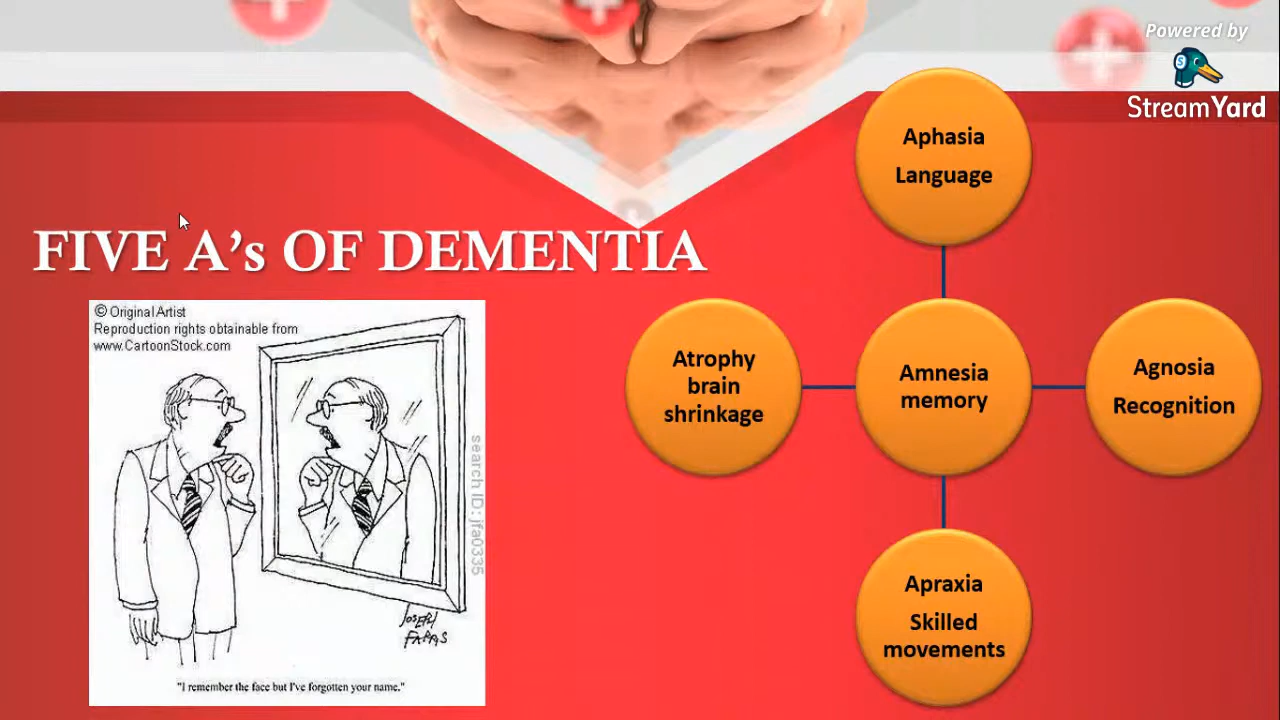 Powered by
StreamYard
FIVE A's OF DEMENTIA
© Original Artist
Reproduction rights obtainable from
www.CartoonStock.com
search ID: jfa0335
JOSEPH
FARRIS
"I remember the face but I've forgotten your name."
Aphasia
Language
Atrophy
brain
shrinkage
Amnesia
memory
Agnosia
Recognition
Apraxia
Skilled
movements